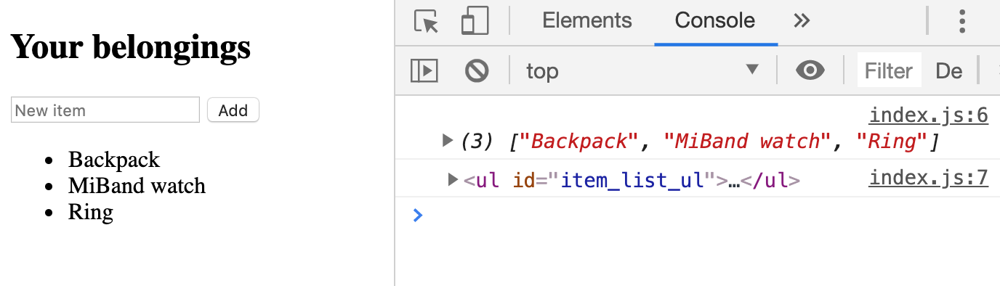 Your belongings
New item Add
• Backpack
• MiBand watch
• Ring
Elements Console
top Filter De
index.js:6
(3) ["Backpack", "MiBand watch", "Ring"]
<ul id="item_list_ul">…</ul> index.js:7